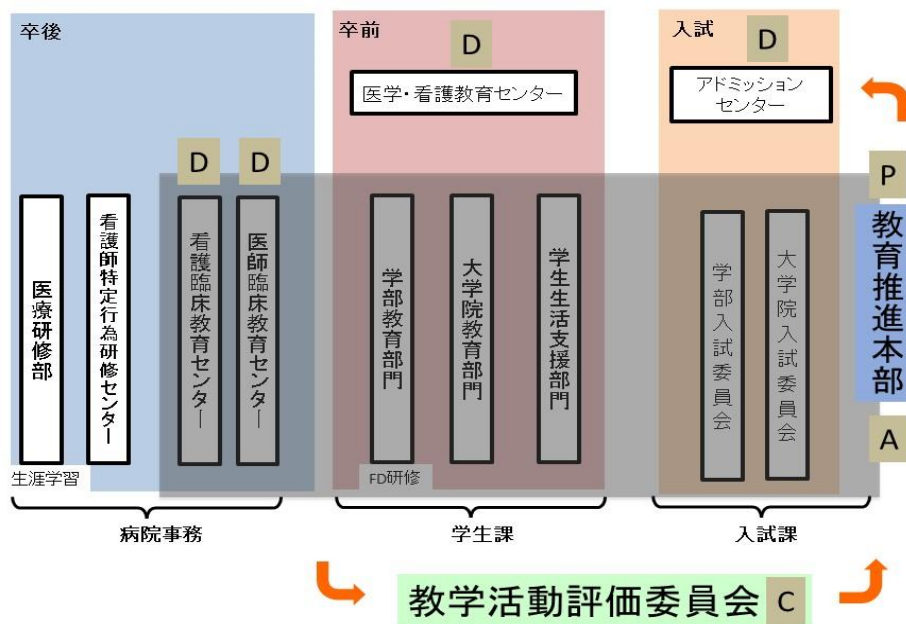 卒後
卒前
入試
D
D
医学・看護教育センター
アドミッション
センター
D
D
P
医療研修部
看護師特定行為研修センター
看護臨床教育センター
医師臨床教育センター
学部教育部門
大学院教育部門
学生生活支援部門
学部入試委員会
大学院入試委員会
教育推進本部
A
生涯学習
FD研修
病院事務
学生課
入試課
教学活動評価委員会 C